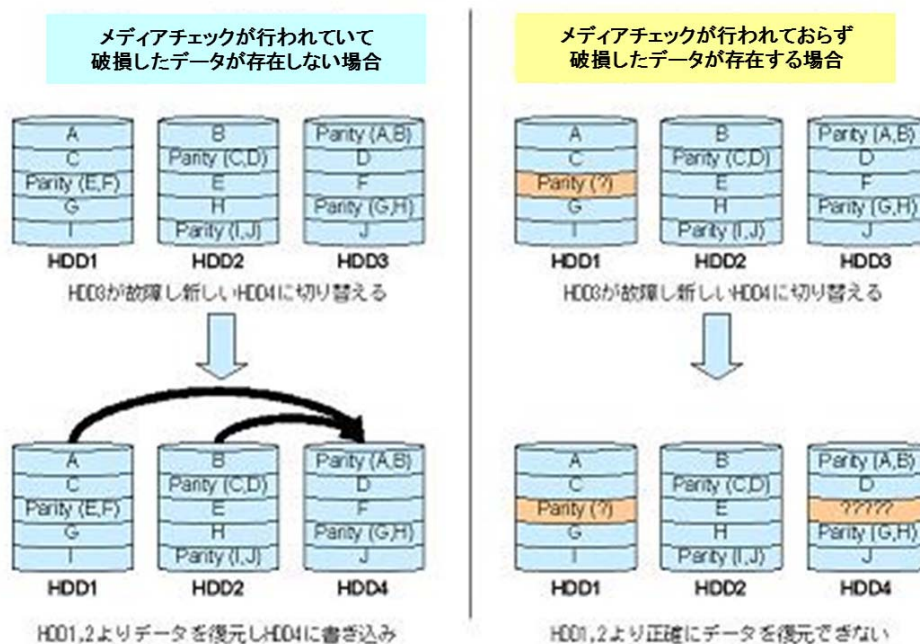 メディアチェックが行われていて
破損したデータが存在しない場合
A
C
Parity (E,F)
G
I
HDD1
B
Parity (C,D)
E
H
Parity (I,J)
HDD2
Parity (A,B)
D
F
Parity (G,H)
J
HDD3
HDD3が故障し新しいHDD4に切り替える
A
C
Parity (E,F)
G
I
HDD1
B
Parity (C,D)
E
H
Parity (I,J)
HDD2
Parity (A,B)
D
F
Parity (G,H)
J
HDD4
HDD1,2よりデータを復元しHDD4に書き込み
メディアチェックが行われておらず
破損したデータが存在する場合
A
C
Parity (?)
G
I
HDD1
B
Parity (C,D)
E
H
Parity (I,J)
HDD2
Parity (A,B)
D
F
Parity (G,H)
J
HDD3
HDD3が故障し新しいHDD4に切り替える
A
C
Parity (?)
G
I
HDD1
B
Parity (C,D)
E
H
Parity (I,J)
HDD2
Parity (A,B)
D
?????
Parity (G,H)
J
HDD4
HDD1,2より正確にデータを復元できない